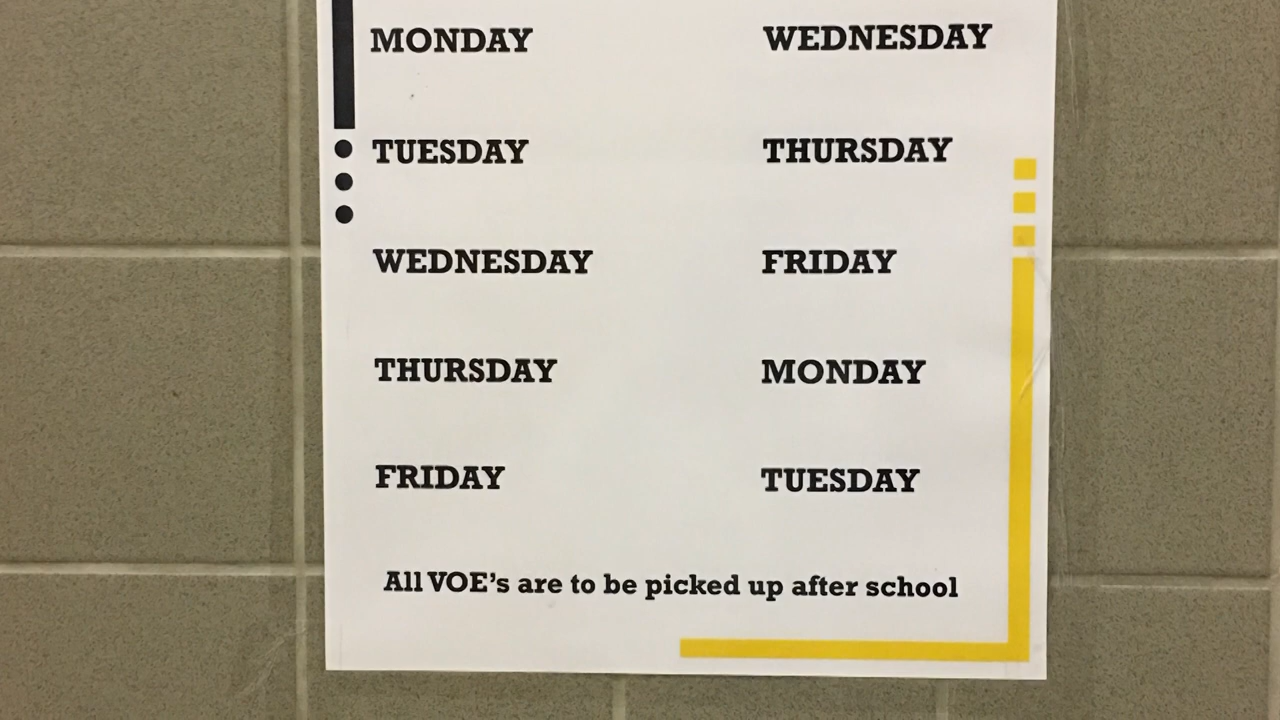 MONDAY WEDNESDAY
TUESDAY THURSDAY
WEDNESDAY FRIDAY
THURSDAY MONDAY
FRIDAY TUESDAY
All VOE's are to be picked up after school